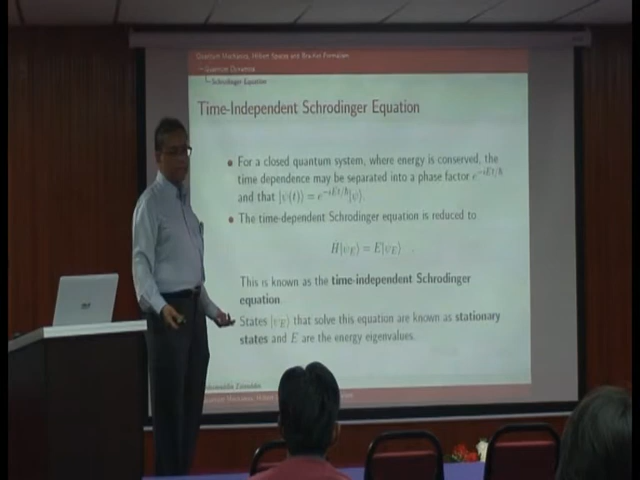 Quantum Mechanics, Hilbert Spaces and Bra-Ket Formalism
Quantum Dynamics
Schrodinger Equation
Time-Independent Schrodinger Equation
• For a closed quantum system, where energy is conserved, the
time dependence may be separated into a phase factor e^{-iEt/ħ}
and that |ψ(t)⟩ = e^{-iEt/ħ}|ψ⟩.
• The time-dependent Schrodinger equation is reduced to
H|ψ_E⟩ = E|ψ_E⟩ .
This is known as the time-independent Schrodinger
equation
States |ψ_E⟩ that solve this equation are known as stationary
states and E are the energy eigenvalues.